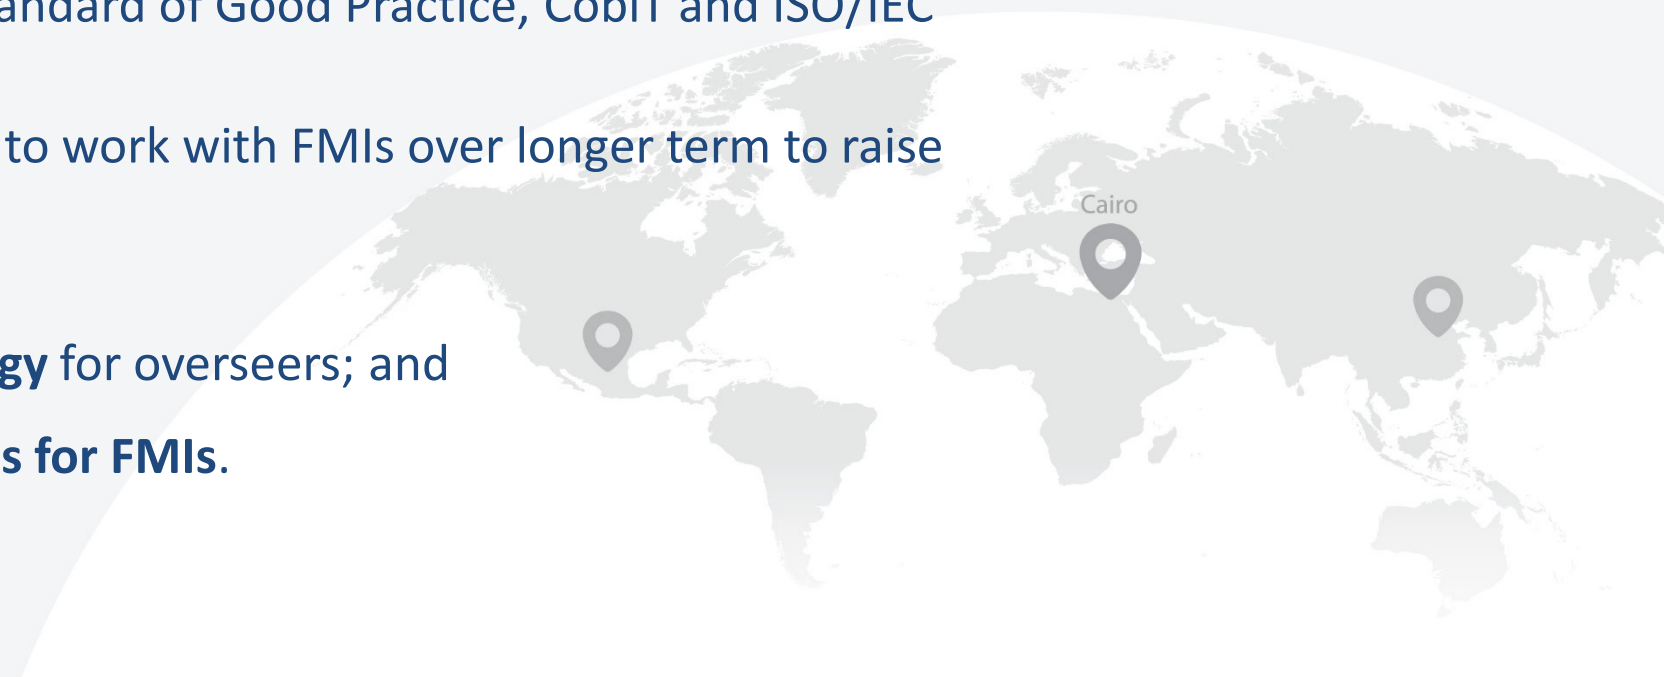 andard of Good Practice, CobIT and ISO/IEC
to work with FMIs over longer term to raise
Cairo
gy for overseers; and
s for FMIs.